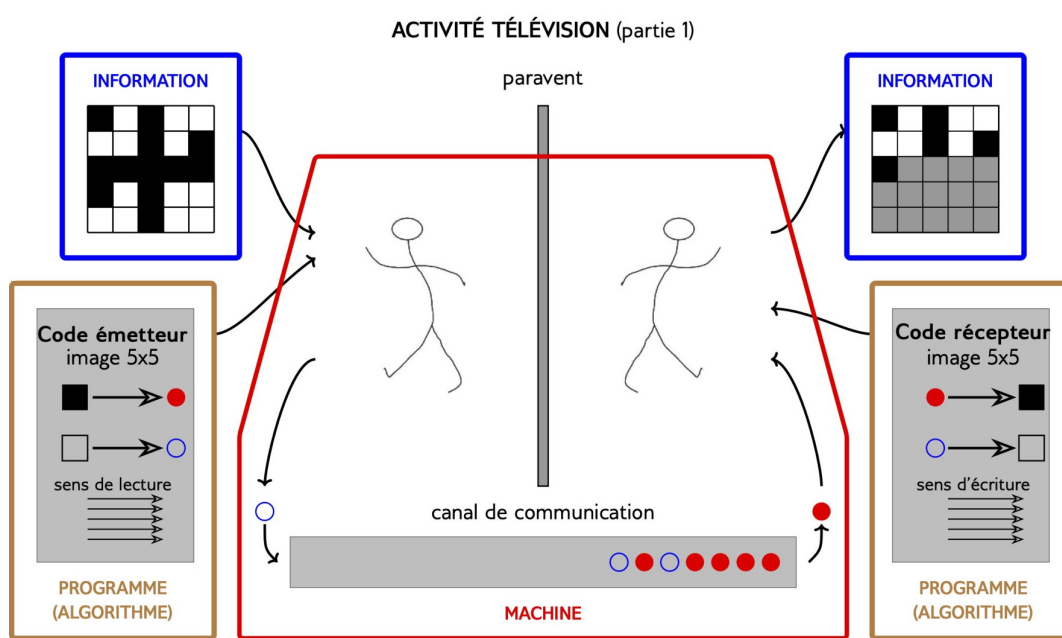 ACTIVITÉ TÉLÉVISION (partie 1)
INFORMATION
paravent
INFORMATION
Code émetteur
image 5x5
sens de lecture
PROGRAMME
(ALGORITHME)
canal de communication
MACHINE
Code récepteur
image 5x5
sens d'écriture
PROGRAMME
(ALGORITHME)